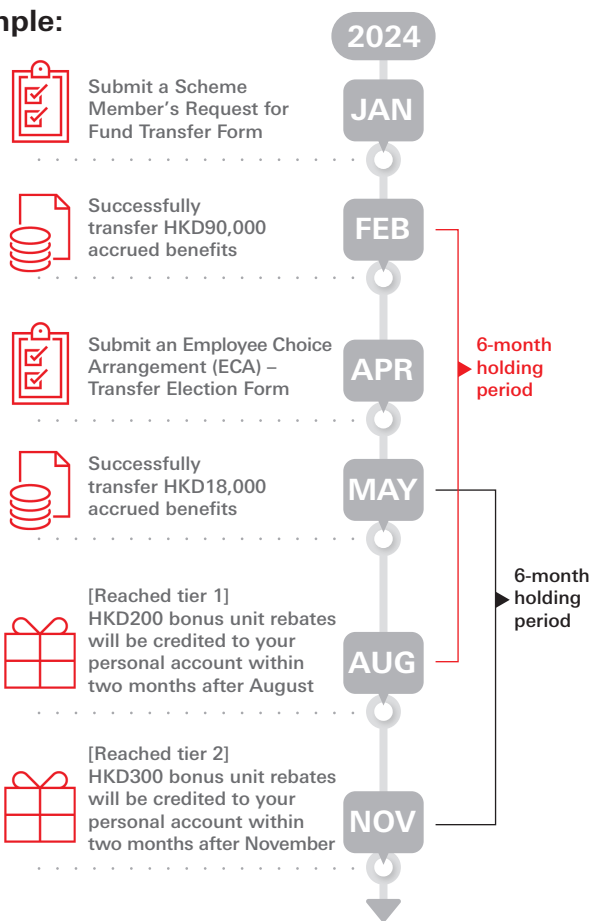 2024
JAN
Submit a Scheme
Member's Request for
Fund Transfer Form
FEB
Successfully
transfer HKD90,000
accrued benefits
APR
Submit an Employee Choice
Arrangement (ECA) –
Transfer Election Form
6-month
holding
period
MAY
Successfully
transfer HKD18,000
accrued benefits
6-month
holding
period
AUG
[Reached tier 1]
HKD200 bonus unit rebates
will be credited to your
personal account within
two months after August
NOV
[Reached tier 2]
HKD300 bonus unit rebates
will be credited to your
personal account within
two months after November